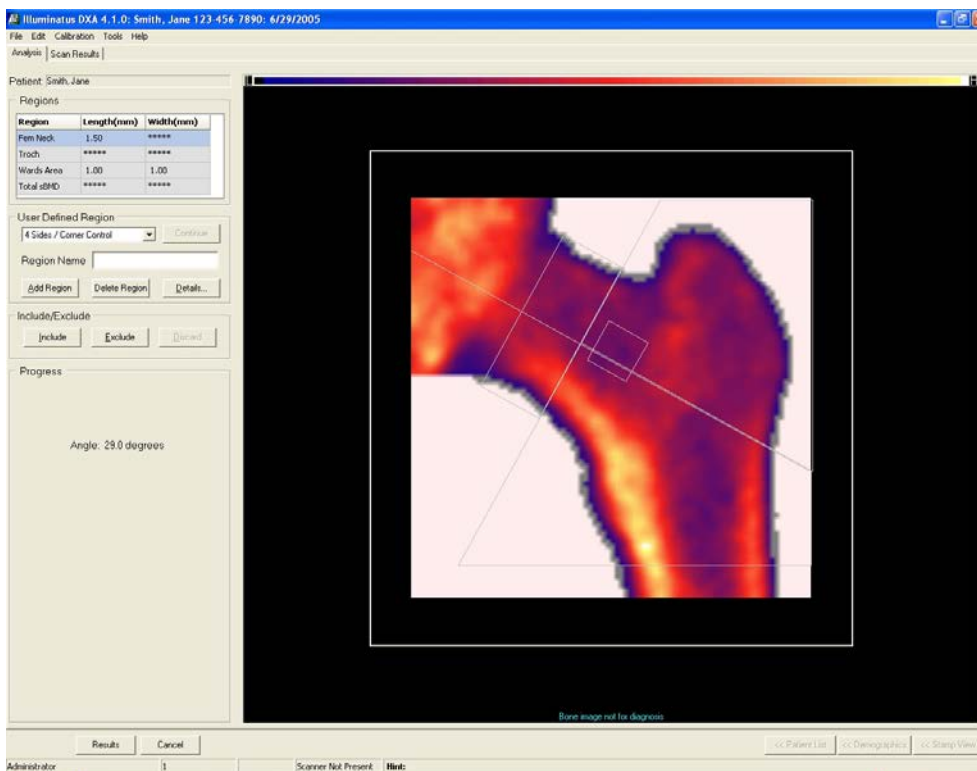 Illuminatus DXA 4.1.0: Smith, Jane 123-456-7890: 6/29/2005
File Edit Calibration Tools Help
Analysis Scan Results
Patient: Smith, Jane
Regions
Region Length(mm) Width(mm)
Fem Neck 1.50 *****
Troch ***** *****
Wards Area 1.00 1.00
Total sBMD ***** *****
User Defined Region
4 Sides / Corner Control Continue
Region Name
Add Region Delete Region Details...
Include/Exclude
Include Exclude Discard
Progress
Angle: 29.0 degrees
Bone image not for diagnosis
Results Cancel << Patient List << Demographics << Stamp View
Administrator 1 Scanner Not Present Hint: